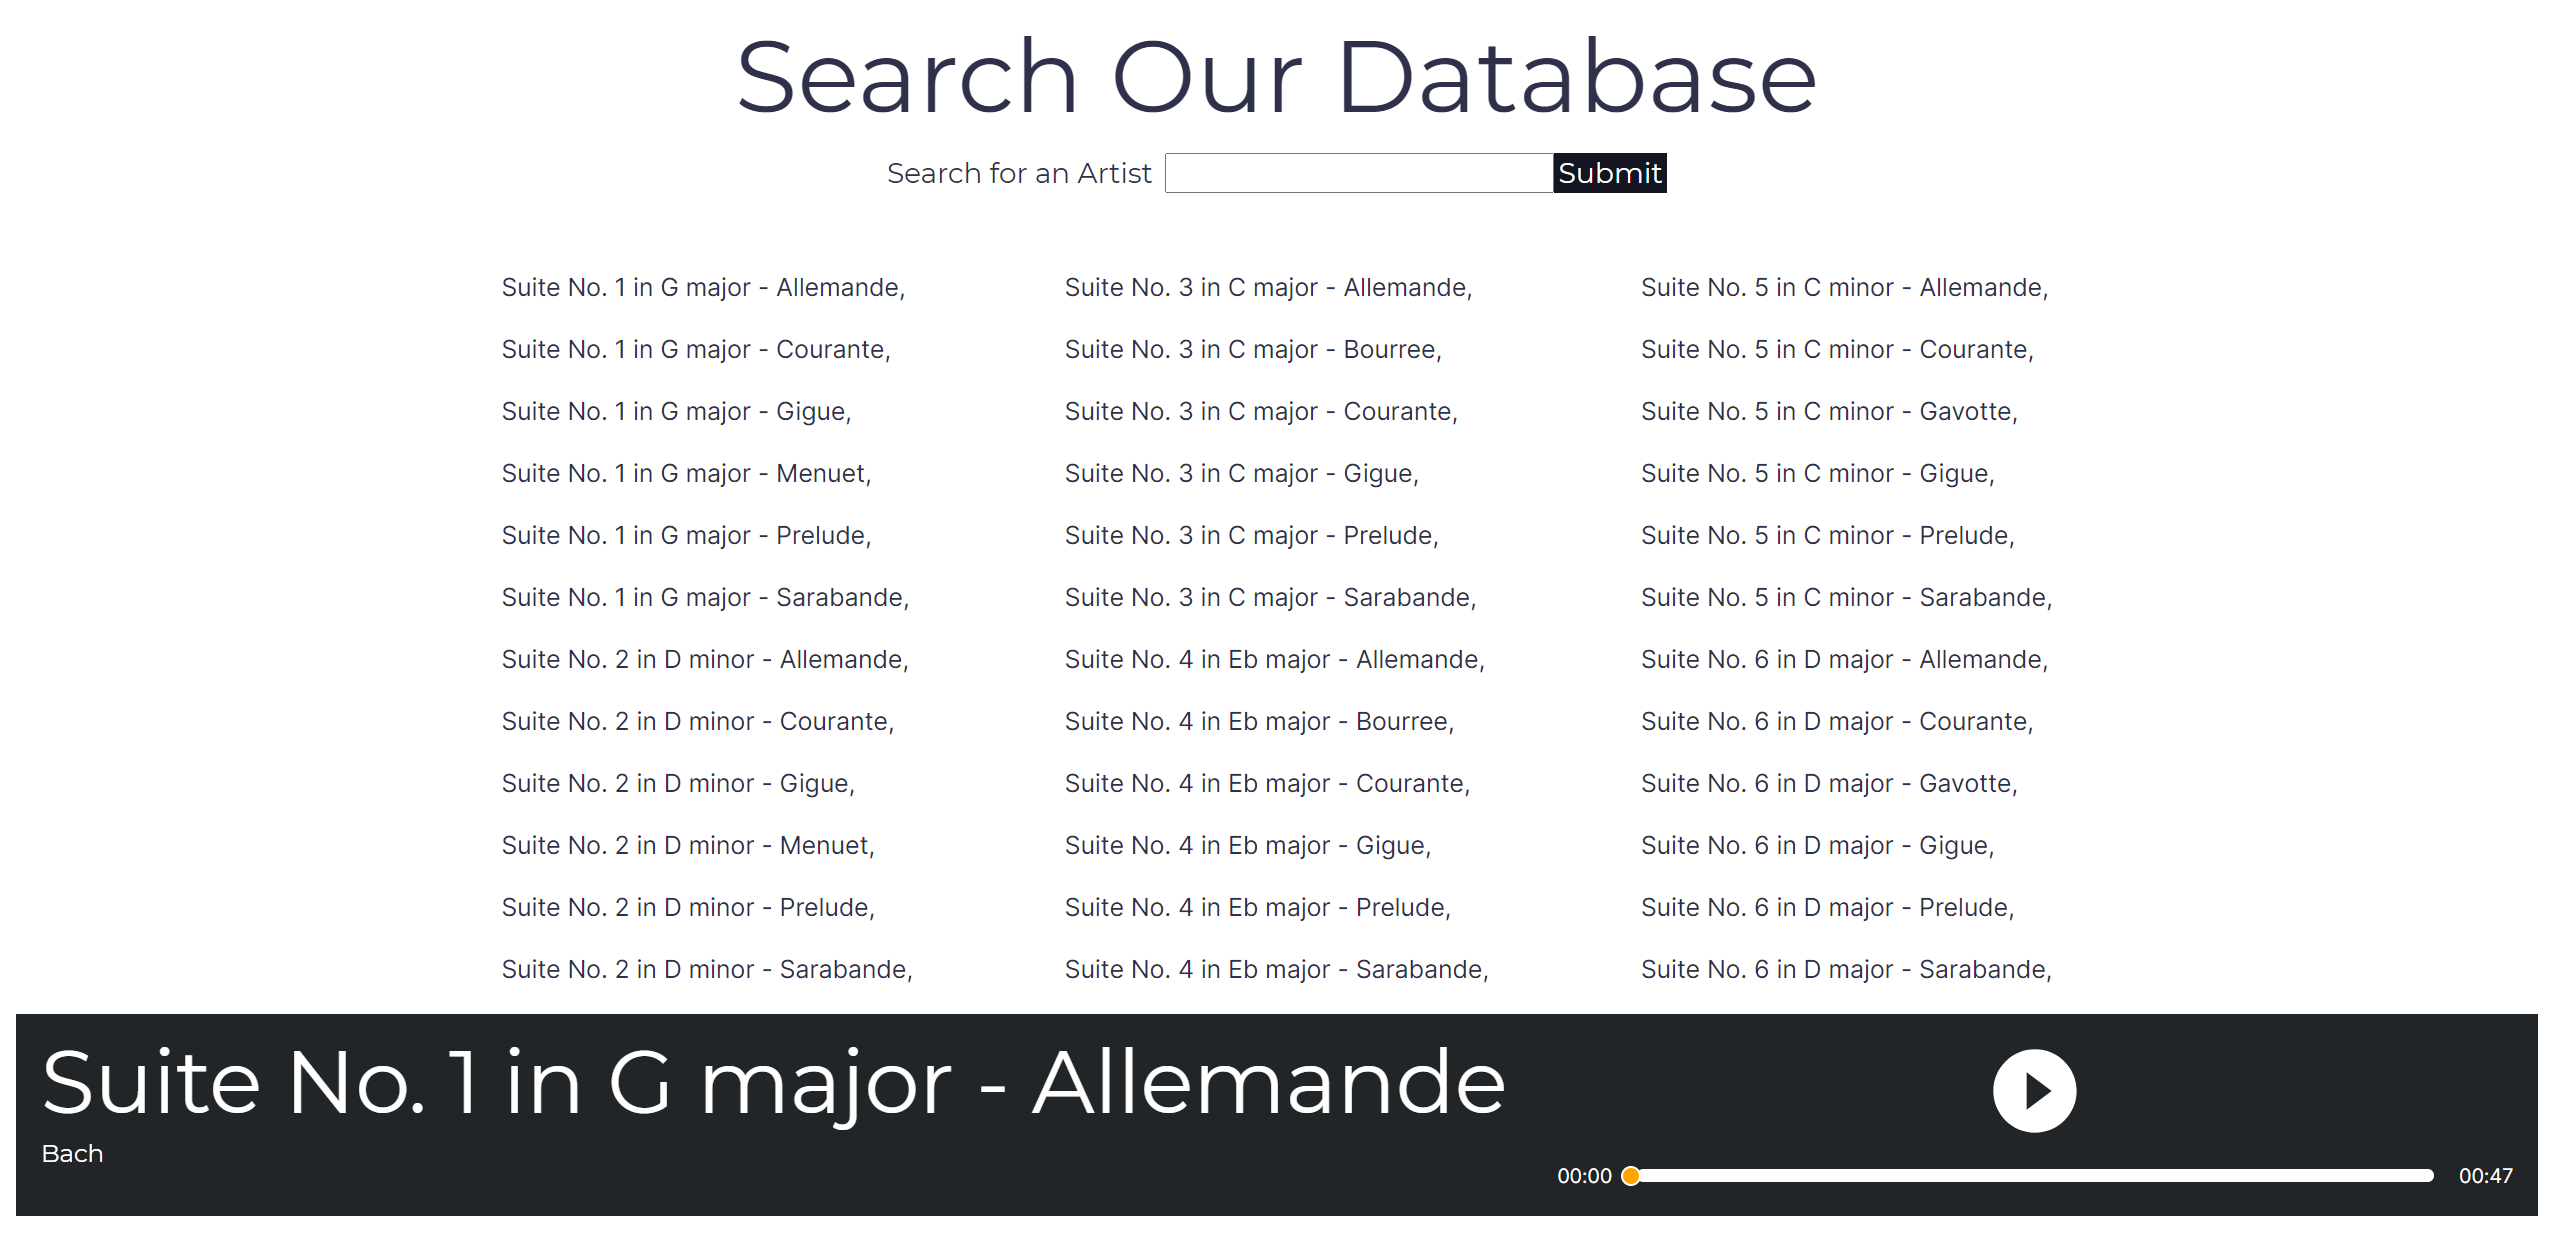 Search Our Database
Search for an Artist Submit
Suite No. 1 in G major - Allemande,
Suite No. 1 in G major - Courante,
Suite No. 1 in G major - Gigue,
Suite No. 1 in G major - Menuet,
Suite No. 1 in G major - Prelude,
Suite No. 1 in G major - Sarabande,
Suite No. 2 in D minor - Allemande,
Suite No. 2 in D minor - Courante,
Suite No. 2 in D minor - Gigue,
Suite No. 2 in D minor - Menuet,
Suite No. 2 in D minor - Prelude,
Suite No. 2 in D minor - Sarabande,
Suite No. 3 in C major - Allemande,
Suite No. 3 in C major - Bourree,
Suite No. 3 in C major - Courante,
Suite No. 3 in C major - Gigue,
Suite No. 3 in C major - Prelude,
Suite No. 3 in C major - Sarabande,
Suite No. 4 in Eb major - Allemande,
Suite No. 4 in Eb major - Bourree,
Suite No. 4 in Eb major - Courante,
Suite No. 4 in Eb major - Gigue,
Suite No. 4 in Eb major - Prelude,
Suite No. 4 in Eb major - Sarabande,
Suite No. 5 in C minor - Allemande,
Suite No. 5 in C minor - Courante,
Suite No. 5 in C minor - Gavotte,
Suite No. 5 in C minor - Gigue,
Suite No. 5 in C minor - Prelude,
Suite No. 5 in C minor - Sarabande,
Suite No. 6 in D major - Allemande,
Suite No. 6 in D major - Courante,
Suite No. 6 in D major - Gavotte,
Suite No. 6 in D major - Gigue,
Suite No. 6 in D major - Prelude,
Suite No. 6 in D major - Sarabande,
Suite No. 1 in G major - Allemande
Bach
00:00 00:47